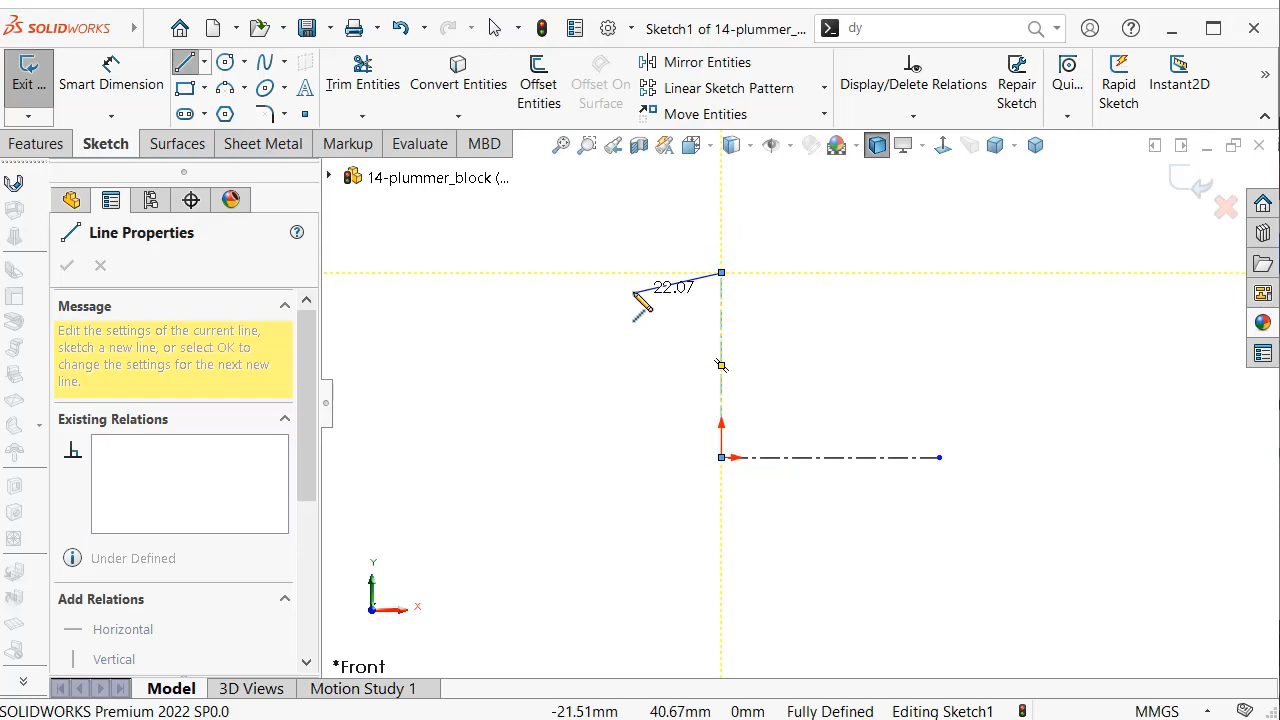 SOLIDWORKS
Sketch1 of 14-plummer_...
dy
Exit ...
Smart Dimension
Trim Entities
Convert Entities
Offset Entities
Offset On Surface
Mirror Entities
Linear Sketch Pattern
Move Entities
Display/Delete Relations
Repair Sketch
Qui...
Rapid Sketch
Instant2D
Features
Sketch
Surfaces
Sheet Metal
Markup
Evaluate
MBD
14-plummer_block (...
Line Properties
Message
Edit the settings of the current line,
sketch a new line, or select OK to
change the settings for the next new
line.
Existing Relations
Under Defined
Add Relations
Horizontal
Vertical
22.07
Y
X
*Front
Model
3D Views
Motion Study 1
SOLIDWORKS Premium 2022 SP0.0
-21.51mm
40.67mm
0mm
Fully Defined
Editing Sketch1
MMGS